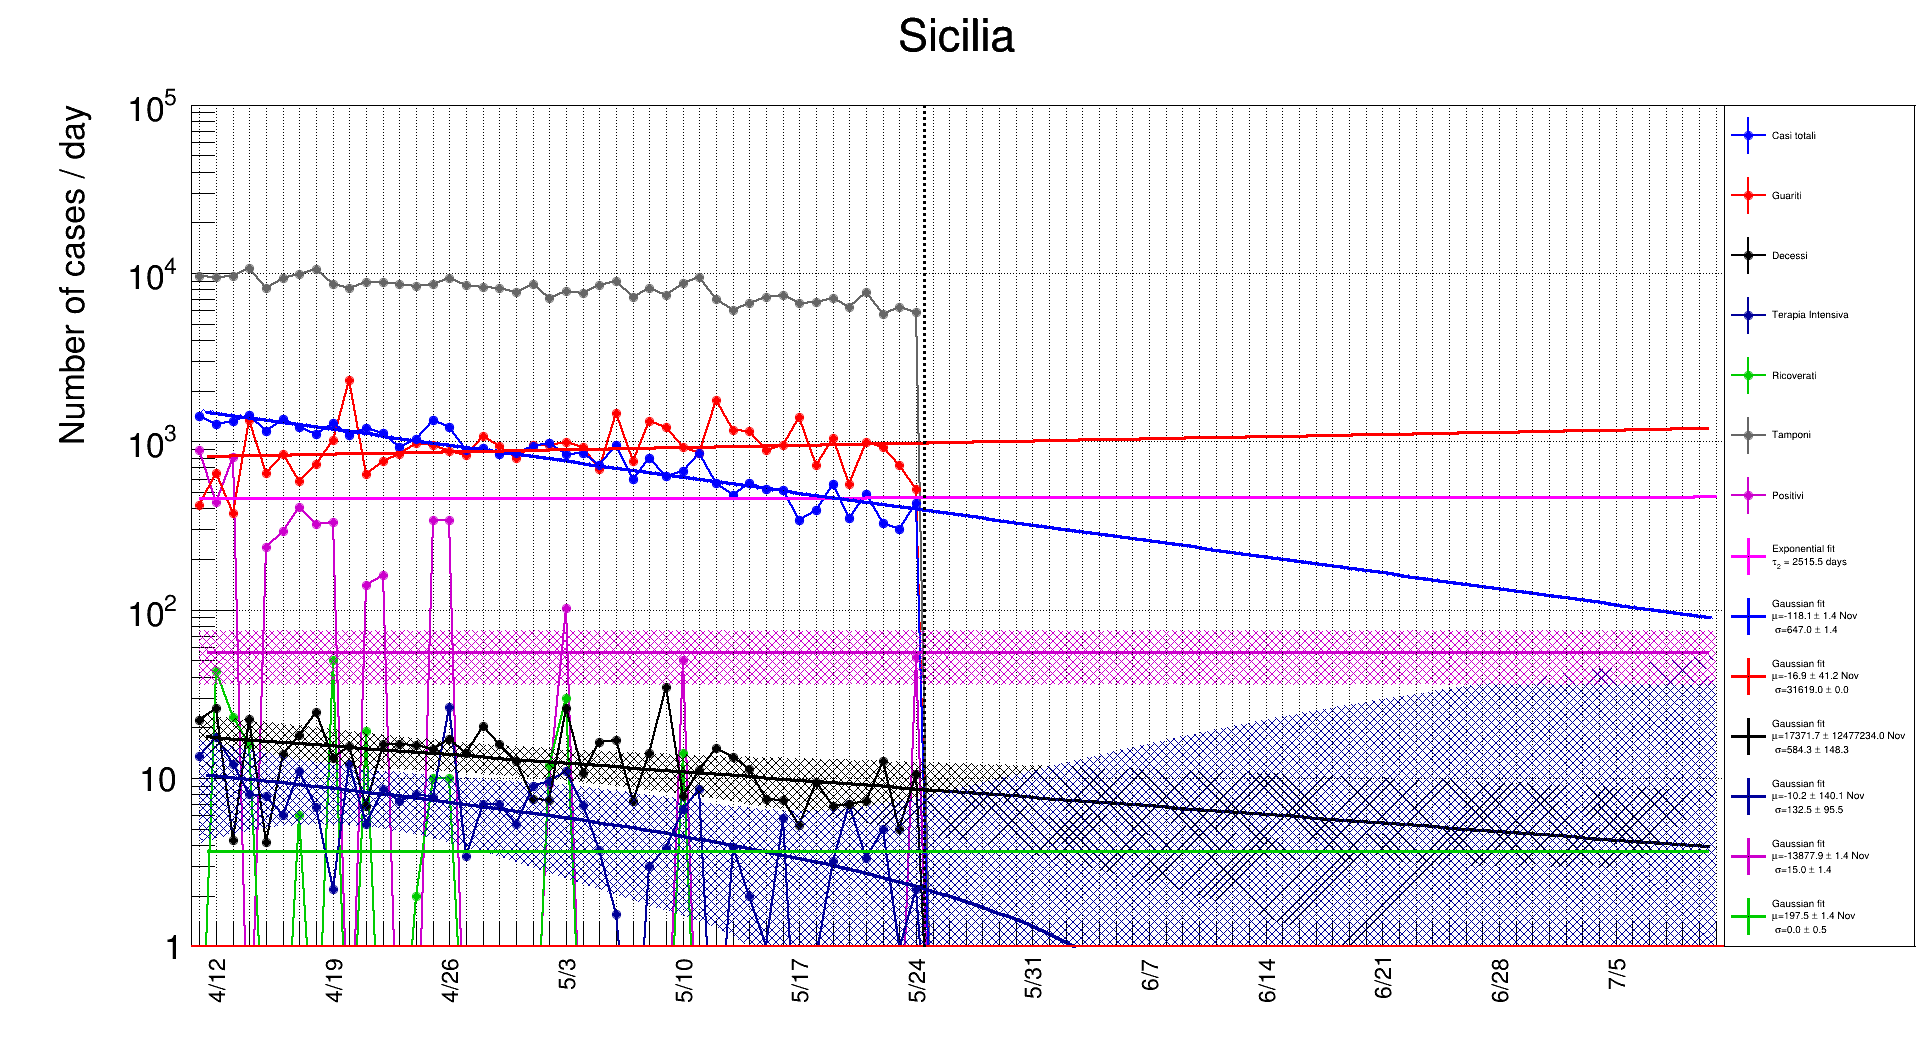 Sicilia
Number of cases / day
10^5
10^4
10^3
10^2
10
1
4/12
4/19
4/26
5/3
5/10
5/17
5/24
5/31
6/7
6/14
6/21
6/28
7/5
Casi totali
Guariti
Decessi
Terapia Intensiva
Ricoverati
Tamponi
Positivi
Exponential fit
τ₂ = 2515.5 days
Gaussian fit
μ=-118.1 ± 1.4 Nov
σ=647.0 ± 1.4
Gaussian fit
μ=-16.9 ± 41.2 Nov
σ=31619.0 ± 0.0
Gaussian fit
μ=17371.7 ± 12477234.0 Nov
σ=584.3 ± 148.3
Gaussian fit
μ=-10.2 ± 140.1 Nov
σ=132.5 ± 95.5
Gaussian fit
μ=-13877.9 ± 1.4 Nov
σ=15.0 ± 1.4
Gaussian fit
μ=197.5 ± 1.4 Nov
σ=0.0 ± 0.5